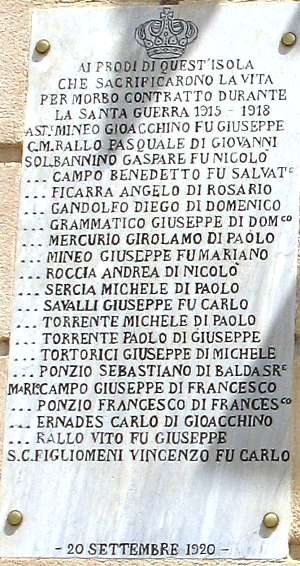 AI PRODI DI QUEST'ISOLA
CHE SACRIFICARONO LA VITA
PER MORBO CONTRATTO DURANTE
LA SANTA GUERRA 1915 - 1918
AST.^I MINEO GIOACCHINO FU GIUSEPPE
C.M. RALLO PASQUALE DI GIOVANNI
SOL. BANNINO GASPARE FU NICOLÒ
... CAMPO BENEDETTO FU SALVAT^E
... FICARRA ANGELO DI ROSARIO
... GANDOLFO DIEGO DI DOMENICO
... GRAMMATICO GIUSEPPE DI DOM^CO
... MERCURIO GIROLAMO DI PAOLO
... MINEO GIUSEPPE FU MARIANO
... ROCCIA ANDREA DI NICOLÒ
... SERCIA MICHELE DI PAOLO
... SAVALLI GIUSEPPE FU CARLO
... TORRENTE MICHELE DI PAOLO
... TORRENTE PAOLO DI GIUSEPPE
... TORTORICI GIUSEPPE DI MICHELE
... PONZIO SEBASTIANO DI BALDASRE
MARI. CAMPO GIUSEPPE DI FRANCESCO
... PONZIO FRANCESCO DI FRANCES^CO
... ERNADES CARLO DI GIOACCHINO
... RALLO VITO FU GIUSEPPE
S.C. FIGLIOMENI VINCENZO FU CARLO
- 20 SETTEMBRE 1920 -